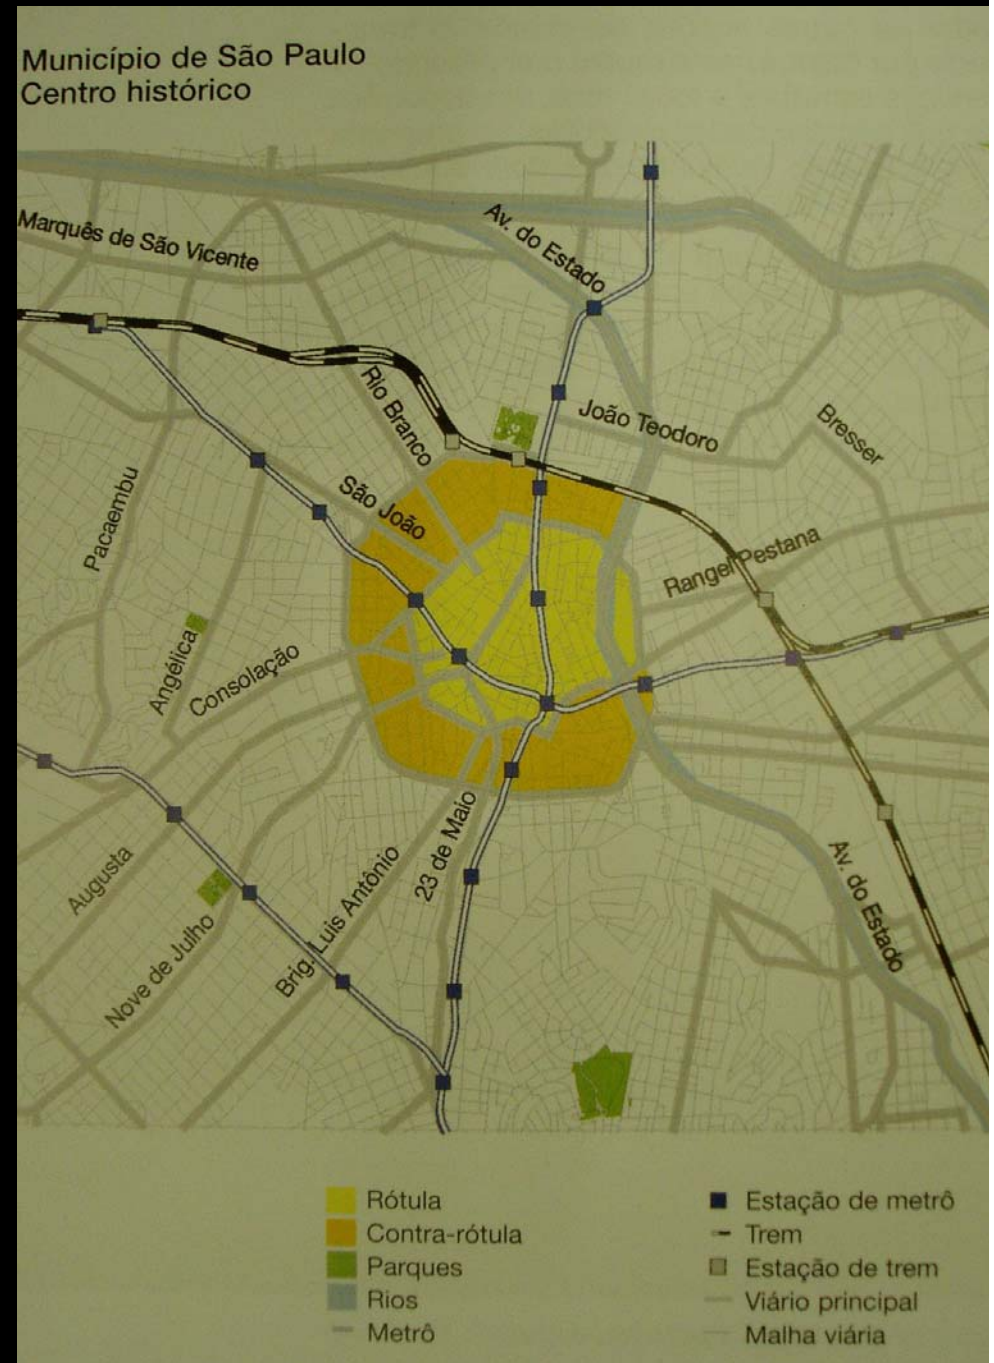 Município de São Paulo
Centro histórico
Marquês de São Vicente
Av. do Estado
Rio Branco
João Teodoro
Bresser
São João
Pacaembu
Rangel Pestana
Angélica
Consolação
23 de Maio
Augusta
Brig. Luis Antônio
Av. do Estado
Nove de Julho
Rótula
Contra-rótula
Parques
Rios
Metrô
Estação de metrô
Trem
Estação de trem
Viário principal
Malha viária